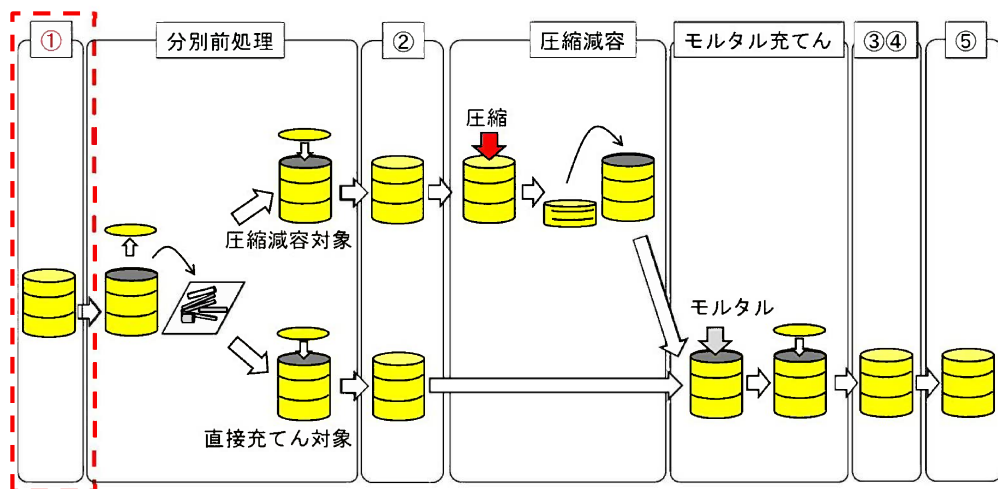 ①
分別前処理
②
圧縮減容
モルタル充てん
③④
⑤
圧縮
圧縮減容対象
モルタル
直接充てん対象